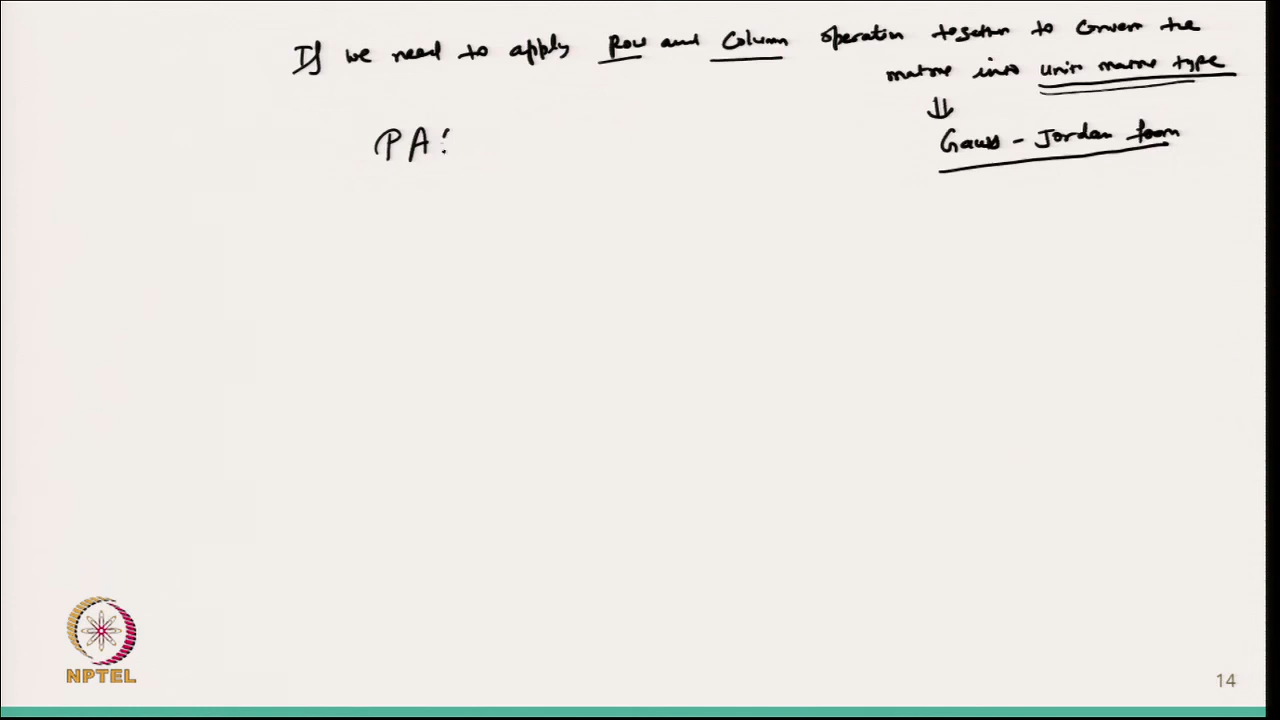 If we need to apply Row and Column operation together to convert the
matrix into unit matrix type
⇓
Gauss - Jordan form
PA:
NPTEL
14